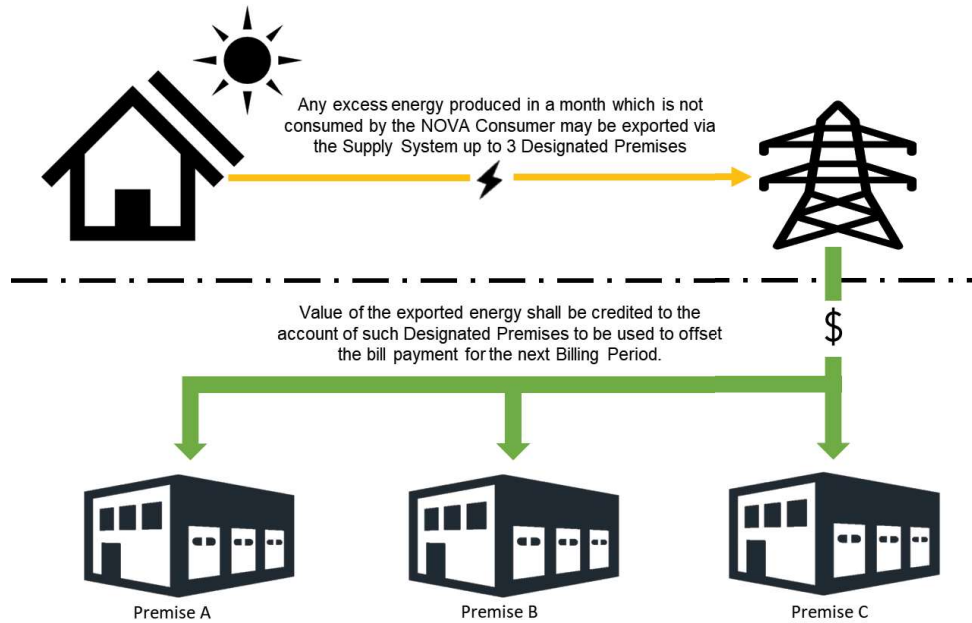 Any excess energy produced in a month which is not
consumed by the NOVA Consumer may be exported via
the Supply System up to 3 Designated Premises
Value of the exported energy shall be credited to the
account of such Designated Premises to be used to offset
the bill payment for the next Billing Period.
$
Premise A
Premise B
Premise C